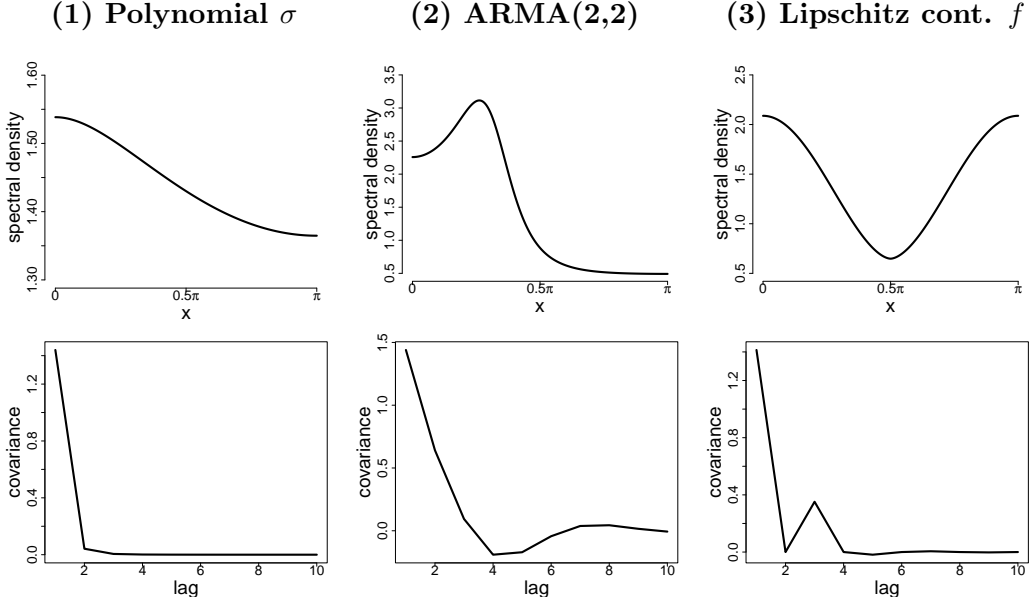 (1) Polynomial σ
(2) ARMA(2,2)
(3) Lipschitz cont. f
spectral density
1.60
1.50
1.40
1.30
0
0.5π
π
x
spectral density
3.5
3.0
2.5
2.0
1.5
1.0
0.5
0
0.5π
π
x
spectral density
2.5
2.0
1.5
1.0
0.5
0
0.5π
π
x
covariance
1.2
0.8
0.4
0.0
2
4
6
8
10
lag
covariance
1.5
1.0
0.5
0.0
2
4
6
8
10
lag
covariance
1.2
0.8
0.4
0.0
2
4
6
8
10
lag